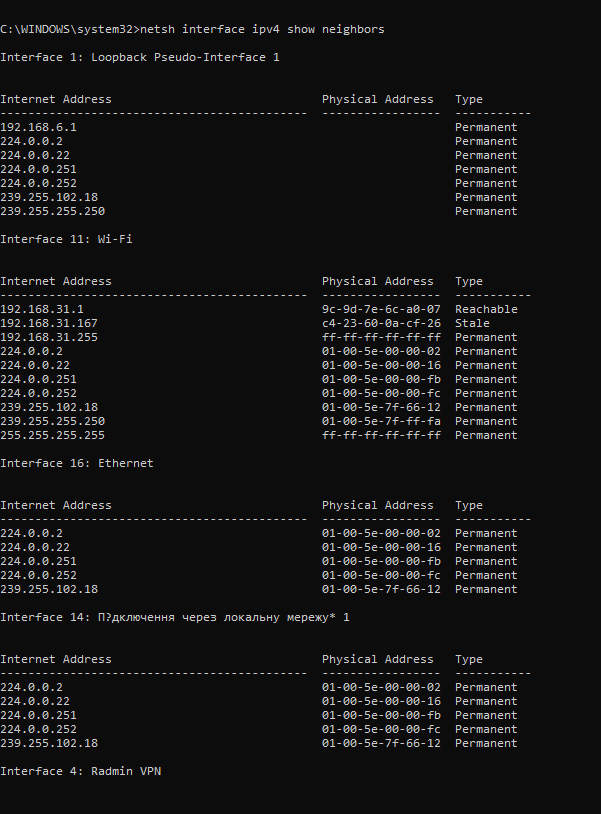 C:\WINDOWS\system32>netsh interface ipv4 show neighbors
Interface 1: Loopback Pseudo-Interface 1
Internet Address                              Physical Address   Type
--------------------------------------------  -----------------  -----------
192.168.6.1                                                      Permanent
224.0.0.2                                                        Permanent
224.0.0.22                                                       Permanent
224.0.0.251                                                      Permanent
224.0.0.252                                                      Permanent
239.255.102.18                                                   Permanent
239.255.255.250                                                  Permanent
Interface 11: Wi-Fi
Internet Address                              Physical Address   Type
--------------------------------------------  -----------------  -----------
192.168.31.1                                  9c-9d-7e-6c-a0-07  Reachable
192.168.31.167                                c4-23-60-0a-cf-26  Stale
192.168.31.255                                ff-ff-ff-ff-ff-ff  Permanent
224.0.0.2                                     01-00-5e-00-00-02  Permanent
224.0.0.22                                    01-00-5e-00-00-16  Permanent
224.0.0.251                                   01-00-5e-00-00-fb  Permanent
224.0.0.252                                   01-00-5e-00-00-fc  Permanent
239.255.102.18                                01-00-5e-7f-66-12  Permanent
239.255.255.250                               01-00-5e-7f-ff-fa  Permanent
255.255.255.255                               ff-ff-ff-ff-ff-ff  Permanent
Interface 16: Ethernet
Internet Address                              Physical Address   Type
--------------------------------------------  -----------------  -----------
224.0.0.2                                     01-00-5e-00-00-02  Permanent
224.0.0.22                                    01-00-5e-00-00-16  Permanent
224.0.0.251                                   01-00-5e-00-00-fb  Permanent
224.0.0.252                                   01-00-5e-00-00-fc  Permanent
239.255.102.18                                01-00-5e-7f-66-12  Permanent
Interface 14: П?дключення через локальну мережу* 1
Internet Address                              Physical Address   Type
--------------------------------------------  -----------------  -----------
224.0.0.2                                     01-00-5e-00-00-02  Permanent
224.0.0.22                                    01-00-5e-00-00-16  Permanent
224.0.0.251                                   01-00-5e-00-00-fb  Permanent
224.0.0.252                                   01-00-5e-00-00-fc  Permanent
239.255.102.18                                01-00-5e-7f-66-12  Permanent
Interface 4: Radmin VPN